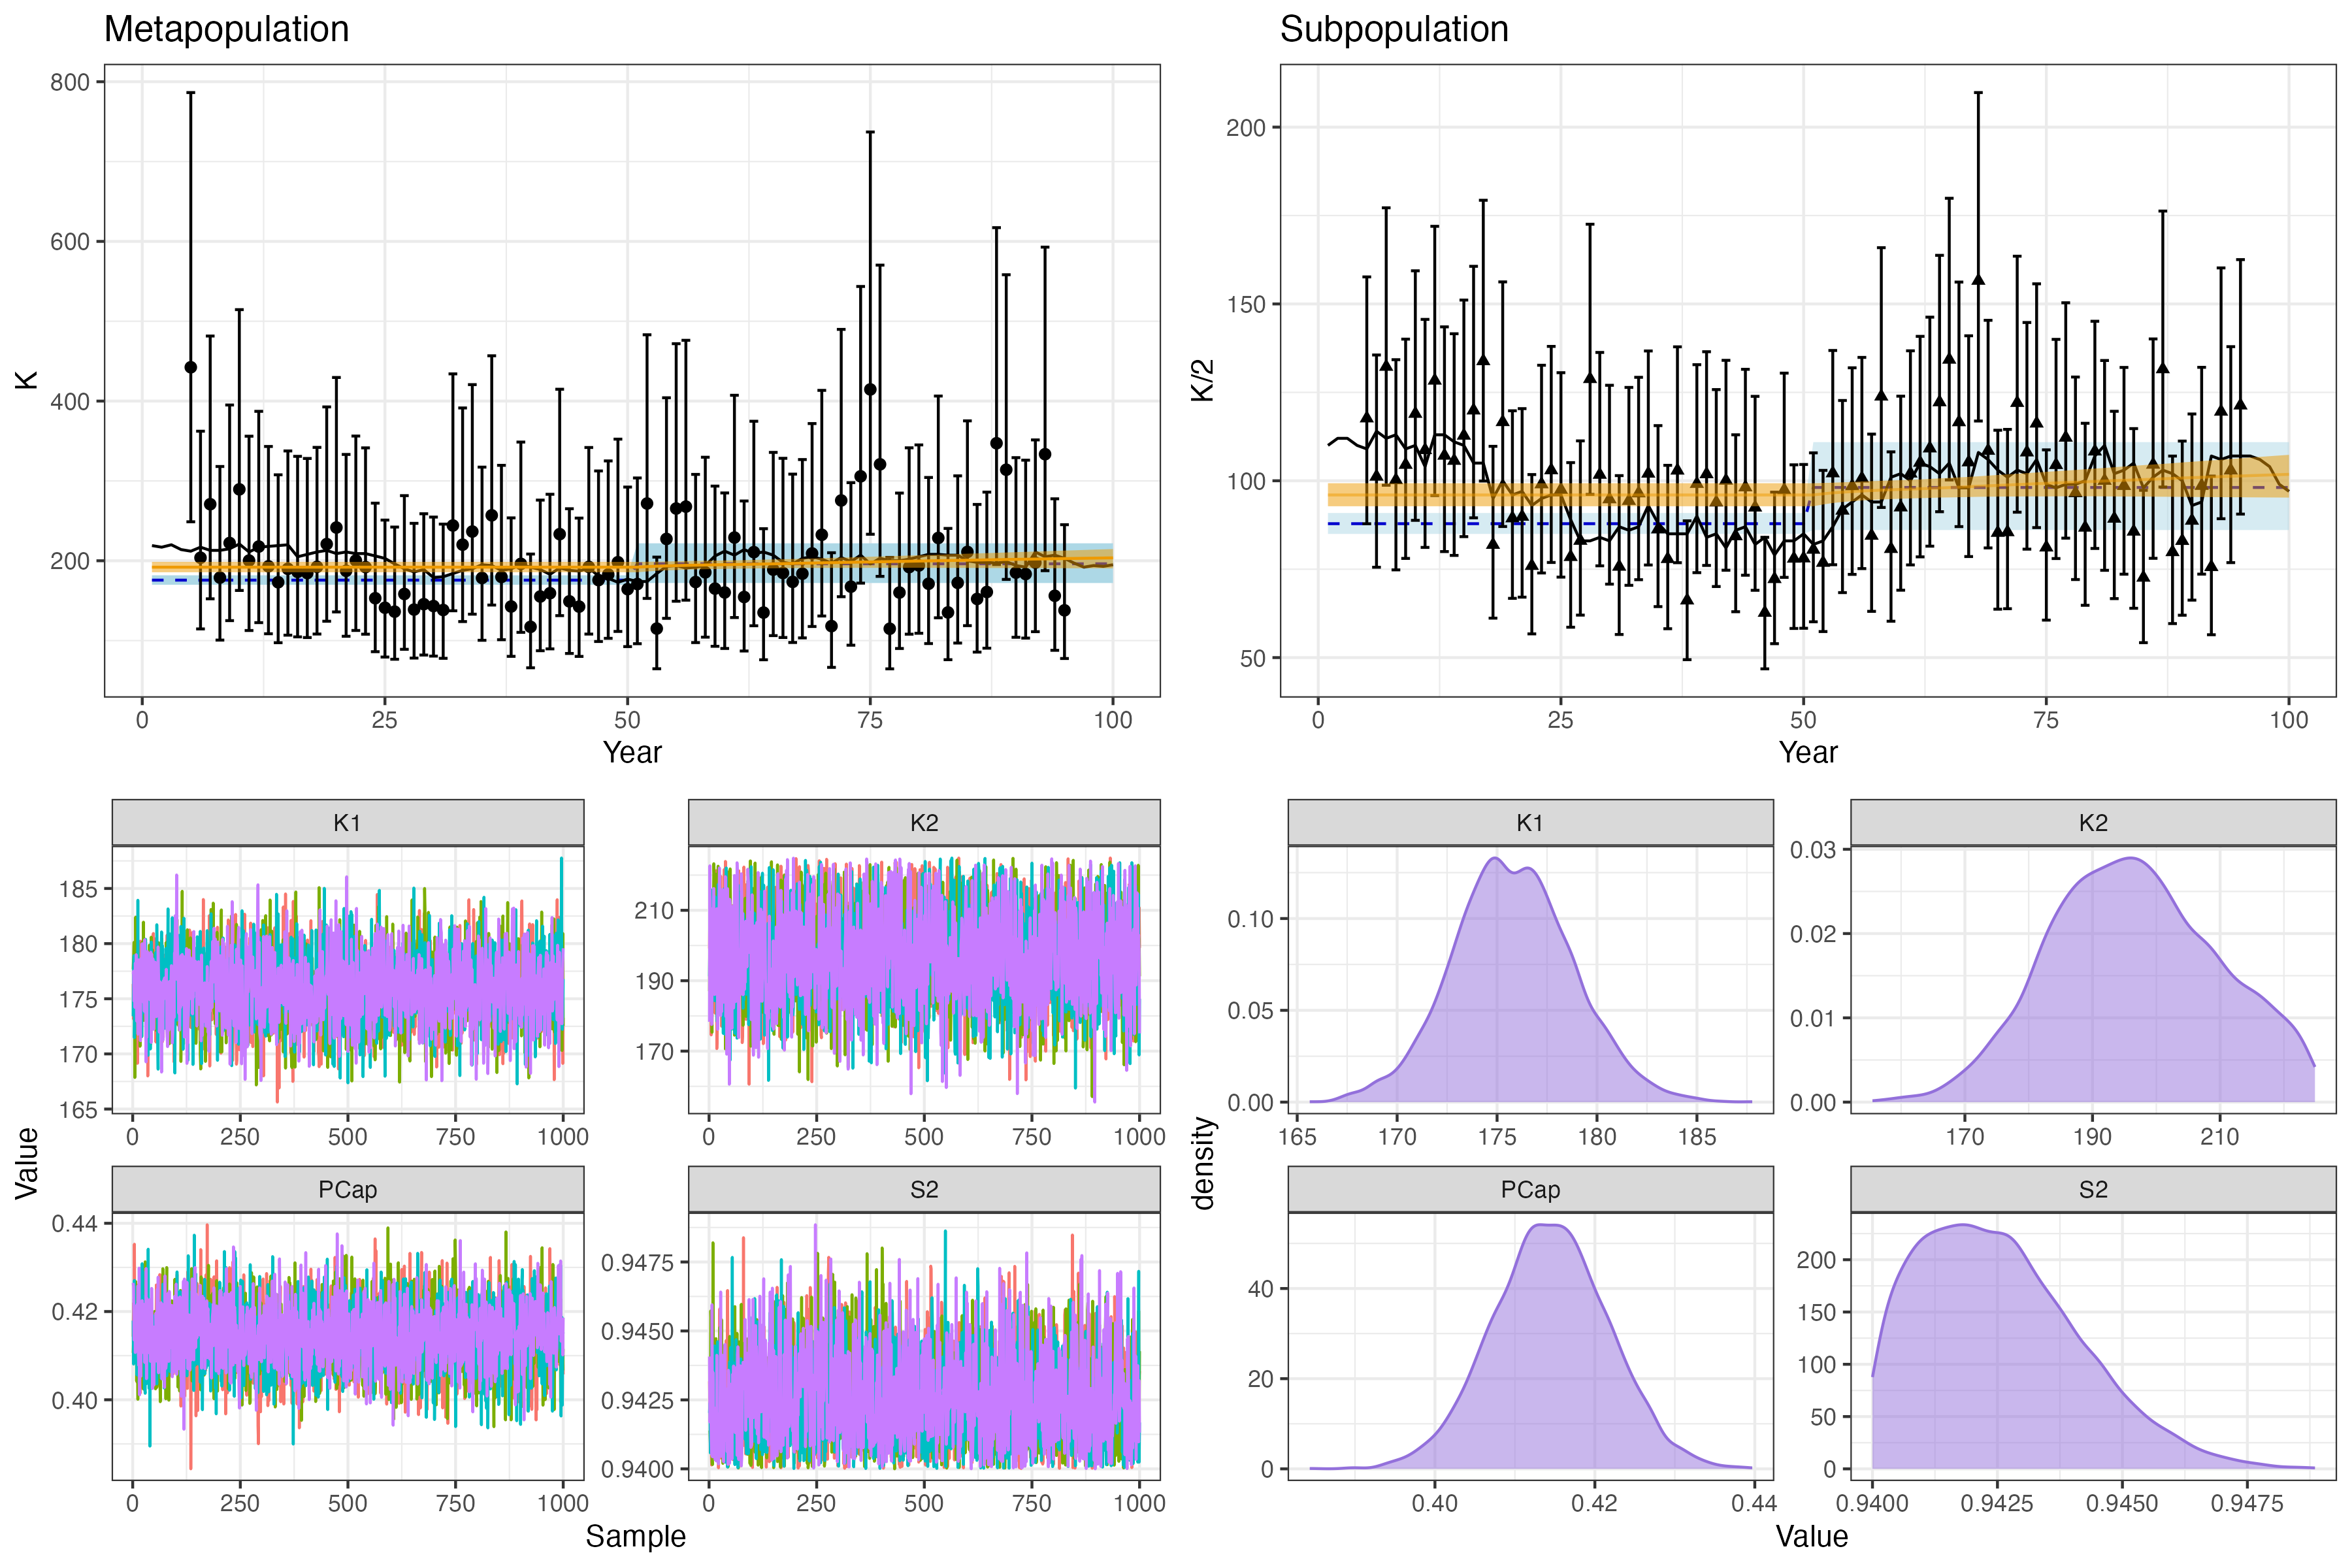 Metapopulation
Subpopulation
800
600
400
200
K
0 25 50 75 100
Year
200
150
100
50
K/2
0 25 50 75 100
Year
K1
K2
185
180
175
170
165
0 250 500 750 1000
210
190
170
0 250 500 750 1000
PCap
S2
0.44
0.42
0.40
0 250 500 750 1000
0.9475
0.9450
0.9425
0.9400
0 250 500 750 1000
Value
Sample
K1
K2
0.10
0.05
0.00
165 170 175 180 185
0.03
0.02
0.01
0.00
170 190 210
PCap
S2
40
20
0
0.40 0.42 0.44
200
150
100
50
0
0.9400 0.9425 0.9450 0.9475
density
Value